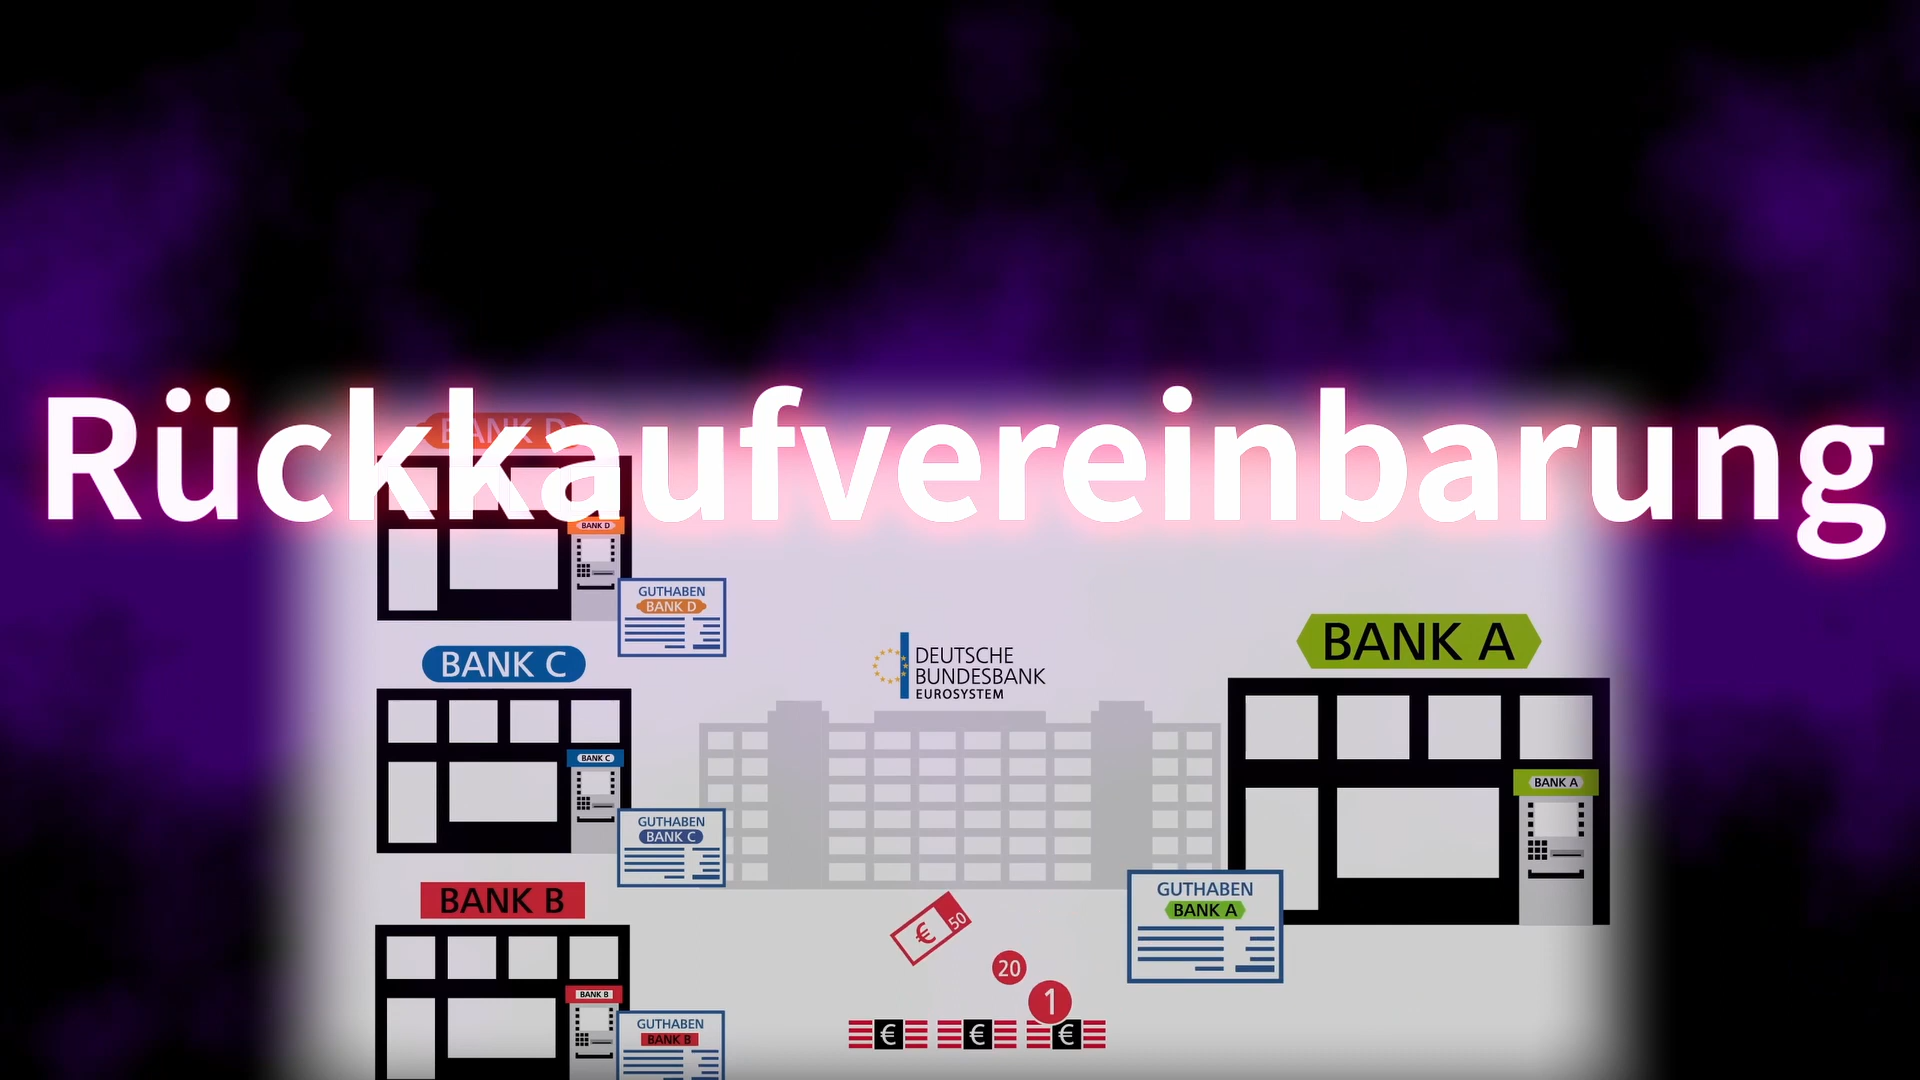 Rückkaufvereinbarung
BANK D
BANK D
GUTHABEN
BANK D
BANK C
BANK C
GUTHABEN
BANK C
BANK B
BANK B
GUTHABEN
BANK B
DEUTSCHE
BUNDESBANK
EUROSYSTEM
€ 50
20
1
€
€
€
BANK A
BANK A
GUTHABEN
BANK A